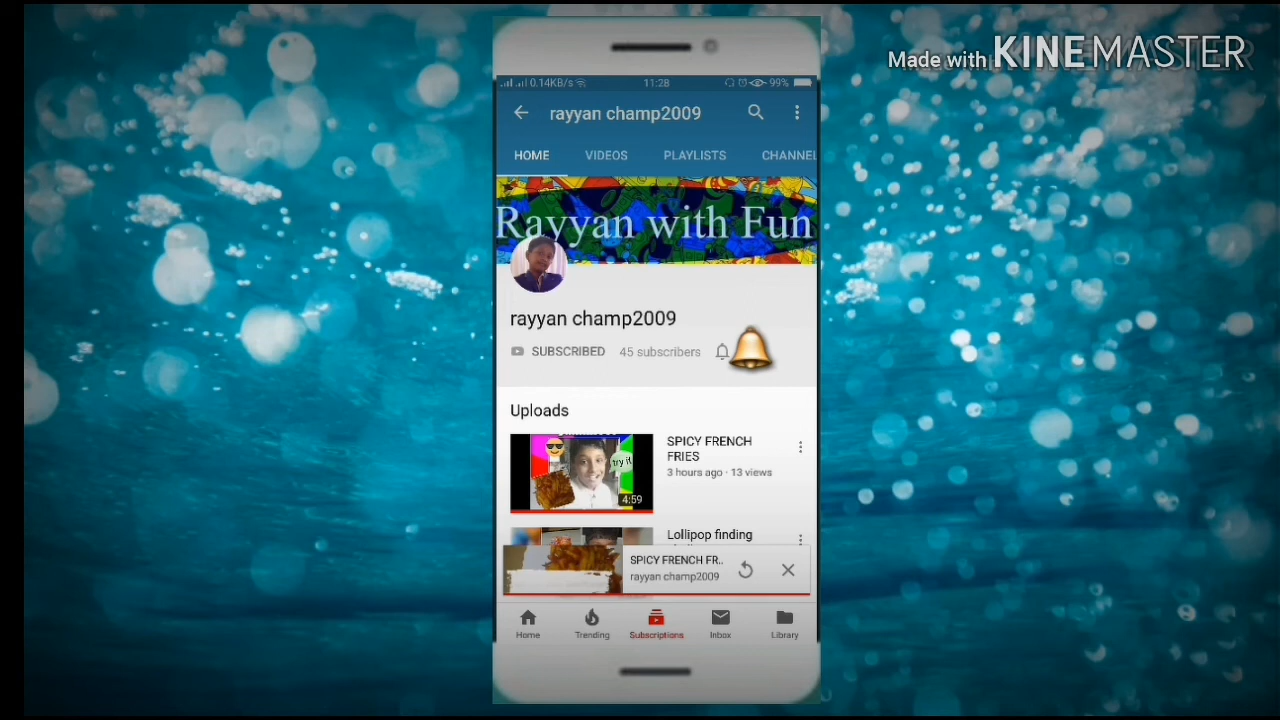 Made with KINEMASTER
0.14KB/s 11:28 99%
rayyan champ2009
HOME VIDEOS PLAYLISTS CHANNEL
Rayyan with Fun
rayyan champ2009
SUBSCRIBED 45 subscribers
Uploads
SPICY FRENCH
FRIES
3 hours ago · 13 views
try it
4:59
Lollipop finding
SPICY FRENCH FR..
rayyan champ2009
Home Trending Subscriptions Inbox Library